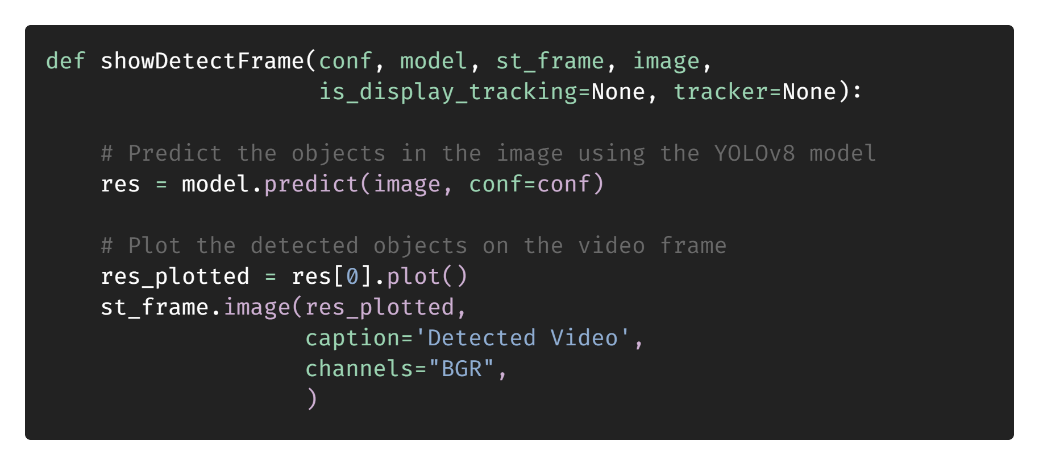 def showDetectFrame(conf, model, st_frame, image,
                    is_display_tracking=None, tracker=None):

    # Predict the objects in the image using the YOLOv8 model
    res = model.predict(image, conf=conf)

    # Plot the detected objects on the video frame
    res_plotted = res[0].plot()
    st_frame.image(res_plotted,
                   caption='Detected Video',
                   channels="BGR",
                   )